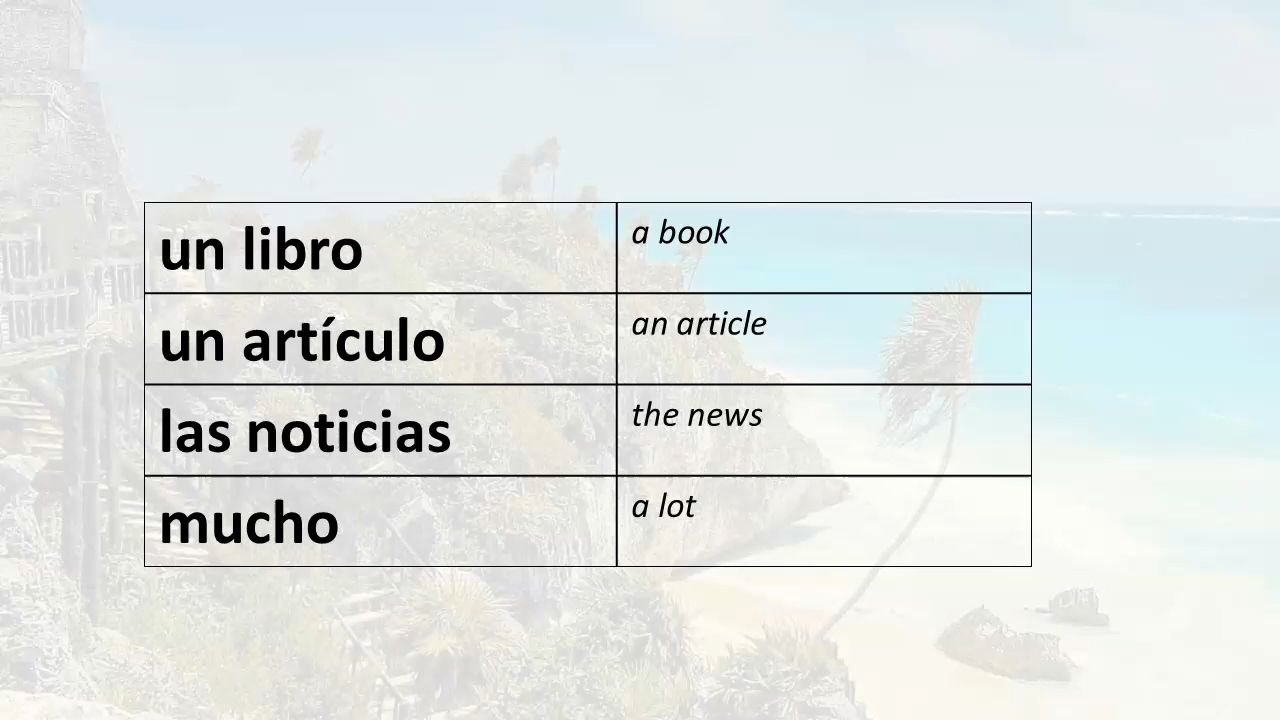 un libro
a book
un artículo
an article
las noticias
the news
mucho
a lot